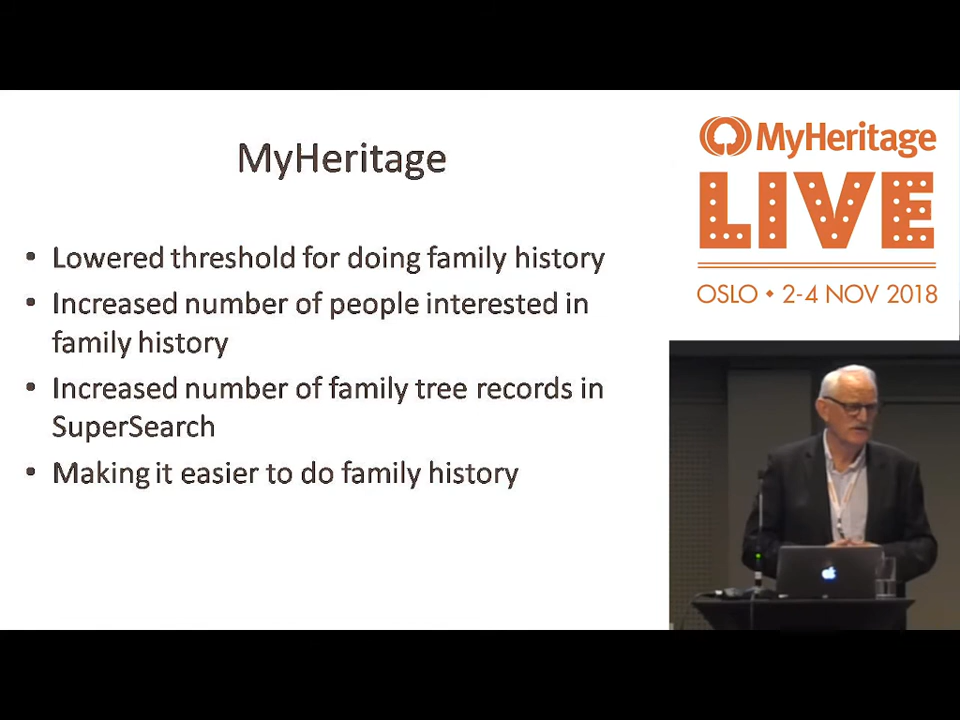 MyHeritage
• Lowered threshold for doing family history
• Increased number of people interested in
family history
• Increased number of family tree records in
SuperSearch
• Making it easier to do family history
MyHeritage
LIVE
OSLO • 2-4 NOV 2018